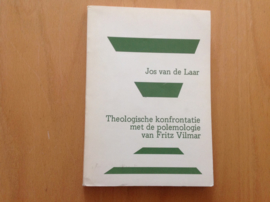 Jos van de Laar
Theologische konfrontatie
met de polemologie
van Fritz Vilmar